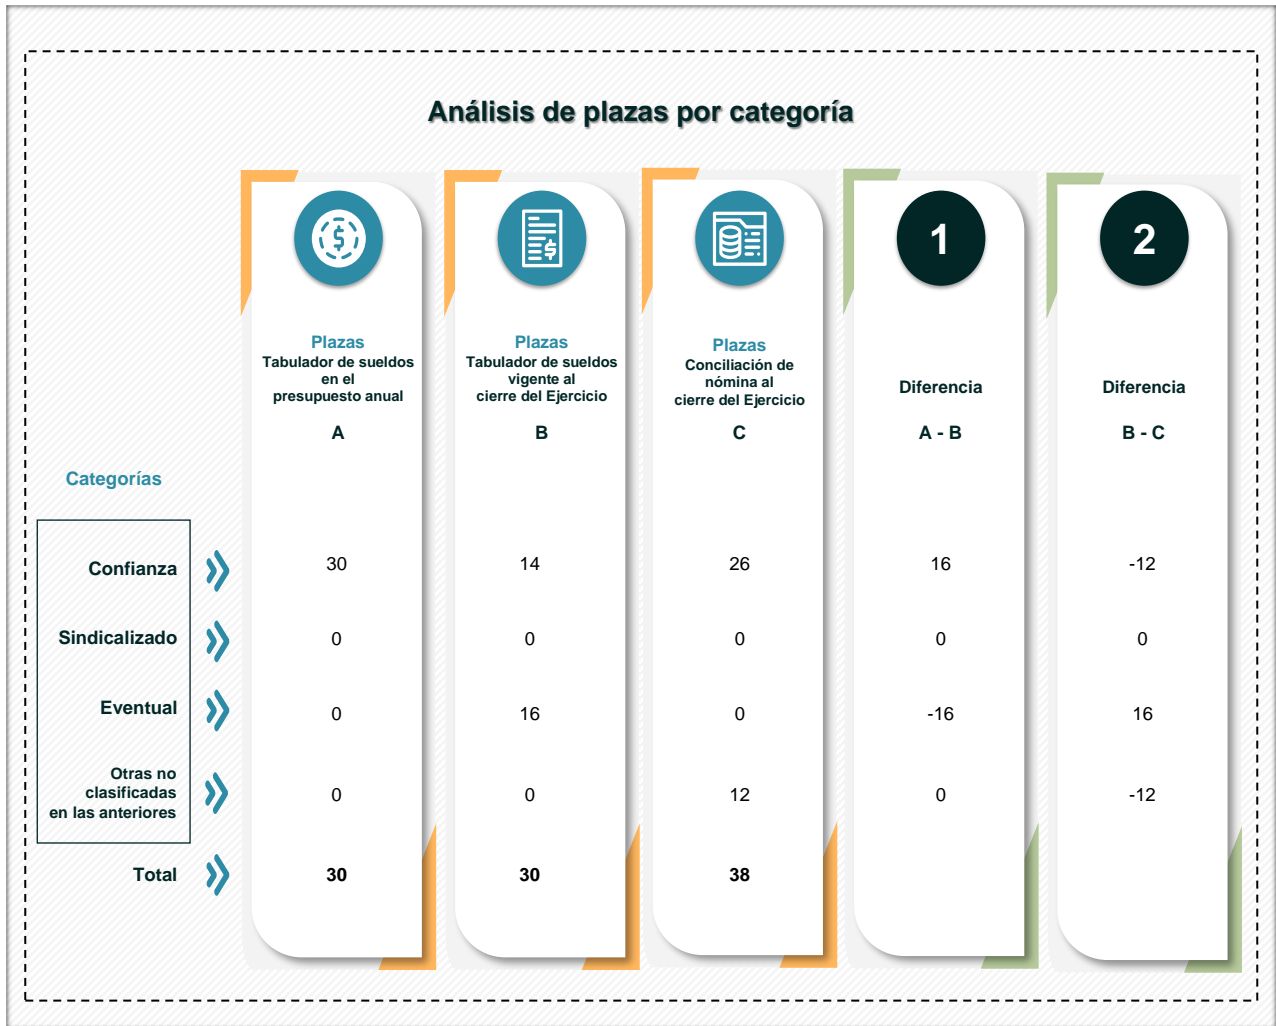 Análisis de plazas por categoría
1
2
Plazas
Tabulador de sueldos
en el
presupuesto anual
A
Plazas
Tabulador de sueldos
vigente al
cierre del Ejercicio
B
Plazas
Conciliación de
nómina al
cierre del Ejercicio
C
Diferencia
A - B
Diferencia
B - C
Categorías
Confianza 30 14 26 16 -12
Sindicalizado 0 0 0 0 0
Eventual 0 16 0 -16 16
Otras no
clasificadas
en las anteriores
0 0 12 0 -12
Total 30 30 38